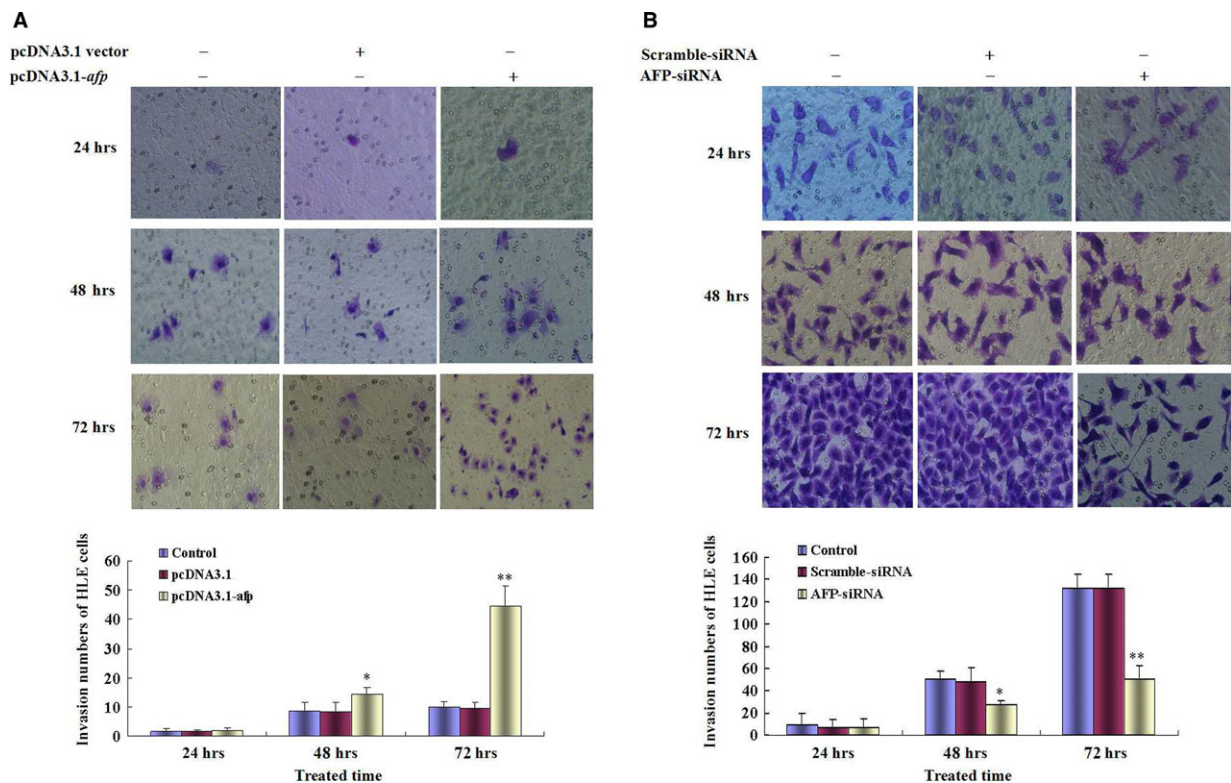 A
pcDNA3.1 vector – + –
pcDNA3.1-afp – – +
24 hrs
48 hrs
72 hrs
Invasion numbers of HLE cells
60
50
40
30
20
10
0
Control
pcDNA3.1
pcDNA3.1-afp
*
**
24 hrs 48 hrs 72 hrs
Treated time
B
Scramble-siRNA – + –
AFP-siRNA – – +
24 hrs
48 hrs
72 hrs
Invasion numbers of HLE cells
160
140
120
100
80
60
40
20
0
Control
Scramble-siRNA
AFP-siRNA
*
**
24 hrs 48 hrs 72 hrs
Treated time